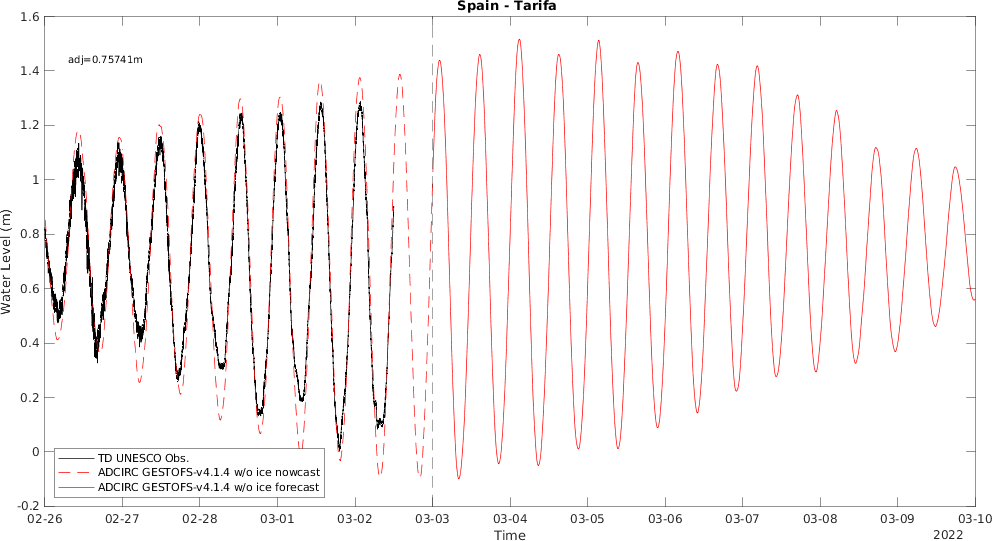 Spain - Tarifa
adj=0.75741m
Water Level (m)
1.6
1.4
1.2
1
0.8
0.6
0.4
0.2
0
-0.2
TD UNESCO Obs.
ADCIRC GESTOFS-v4.1.4 w/o ice nowcast
ADCIRC GESTOFS-v4.1.4 w/o ice forecast
02-26 02-27 02-28 03-01 03-02 03-03 03-04 03-05 03-06 03-07 03-08 03-09 03-10
Time
2022